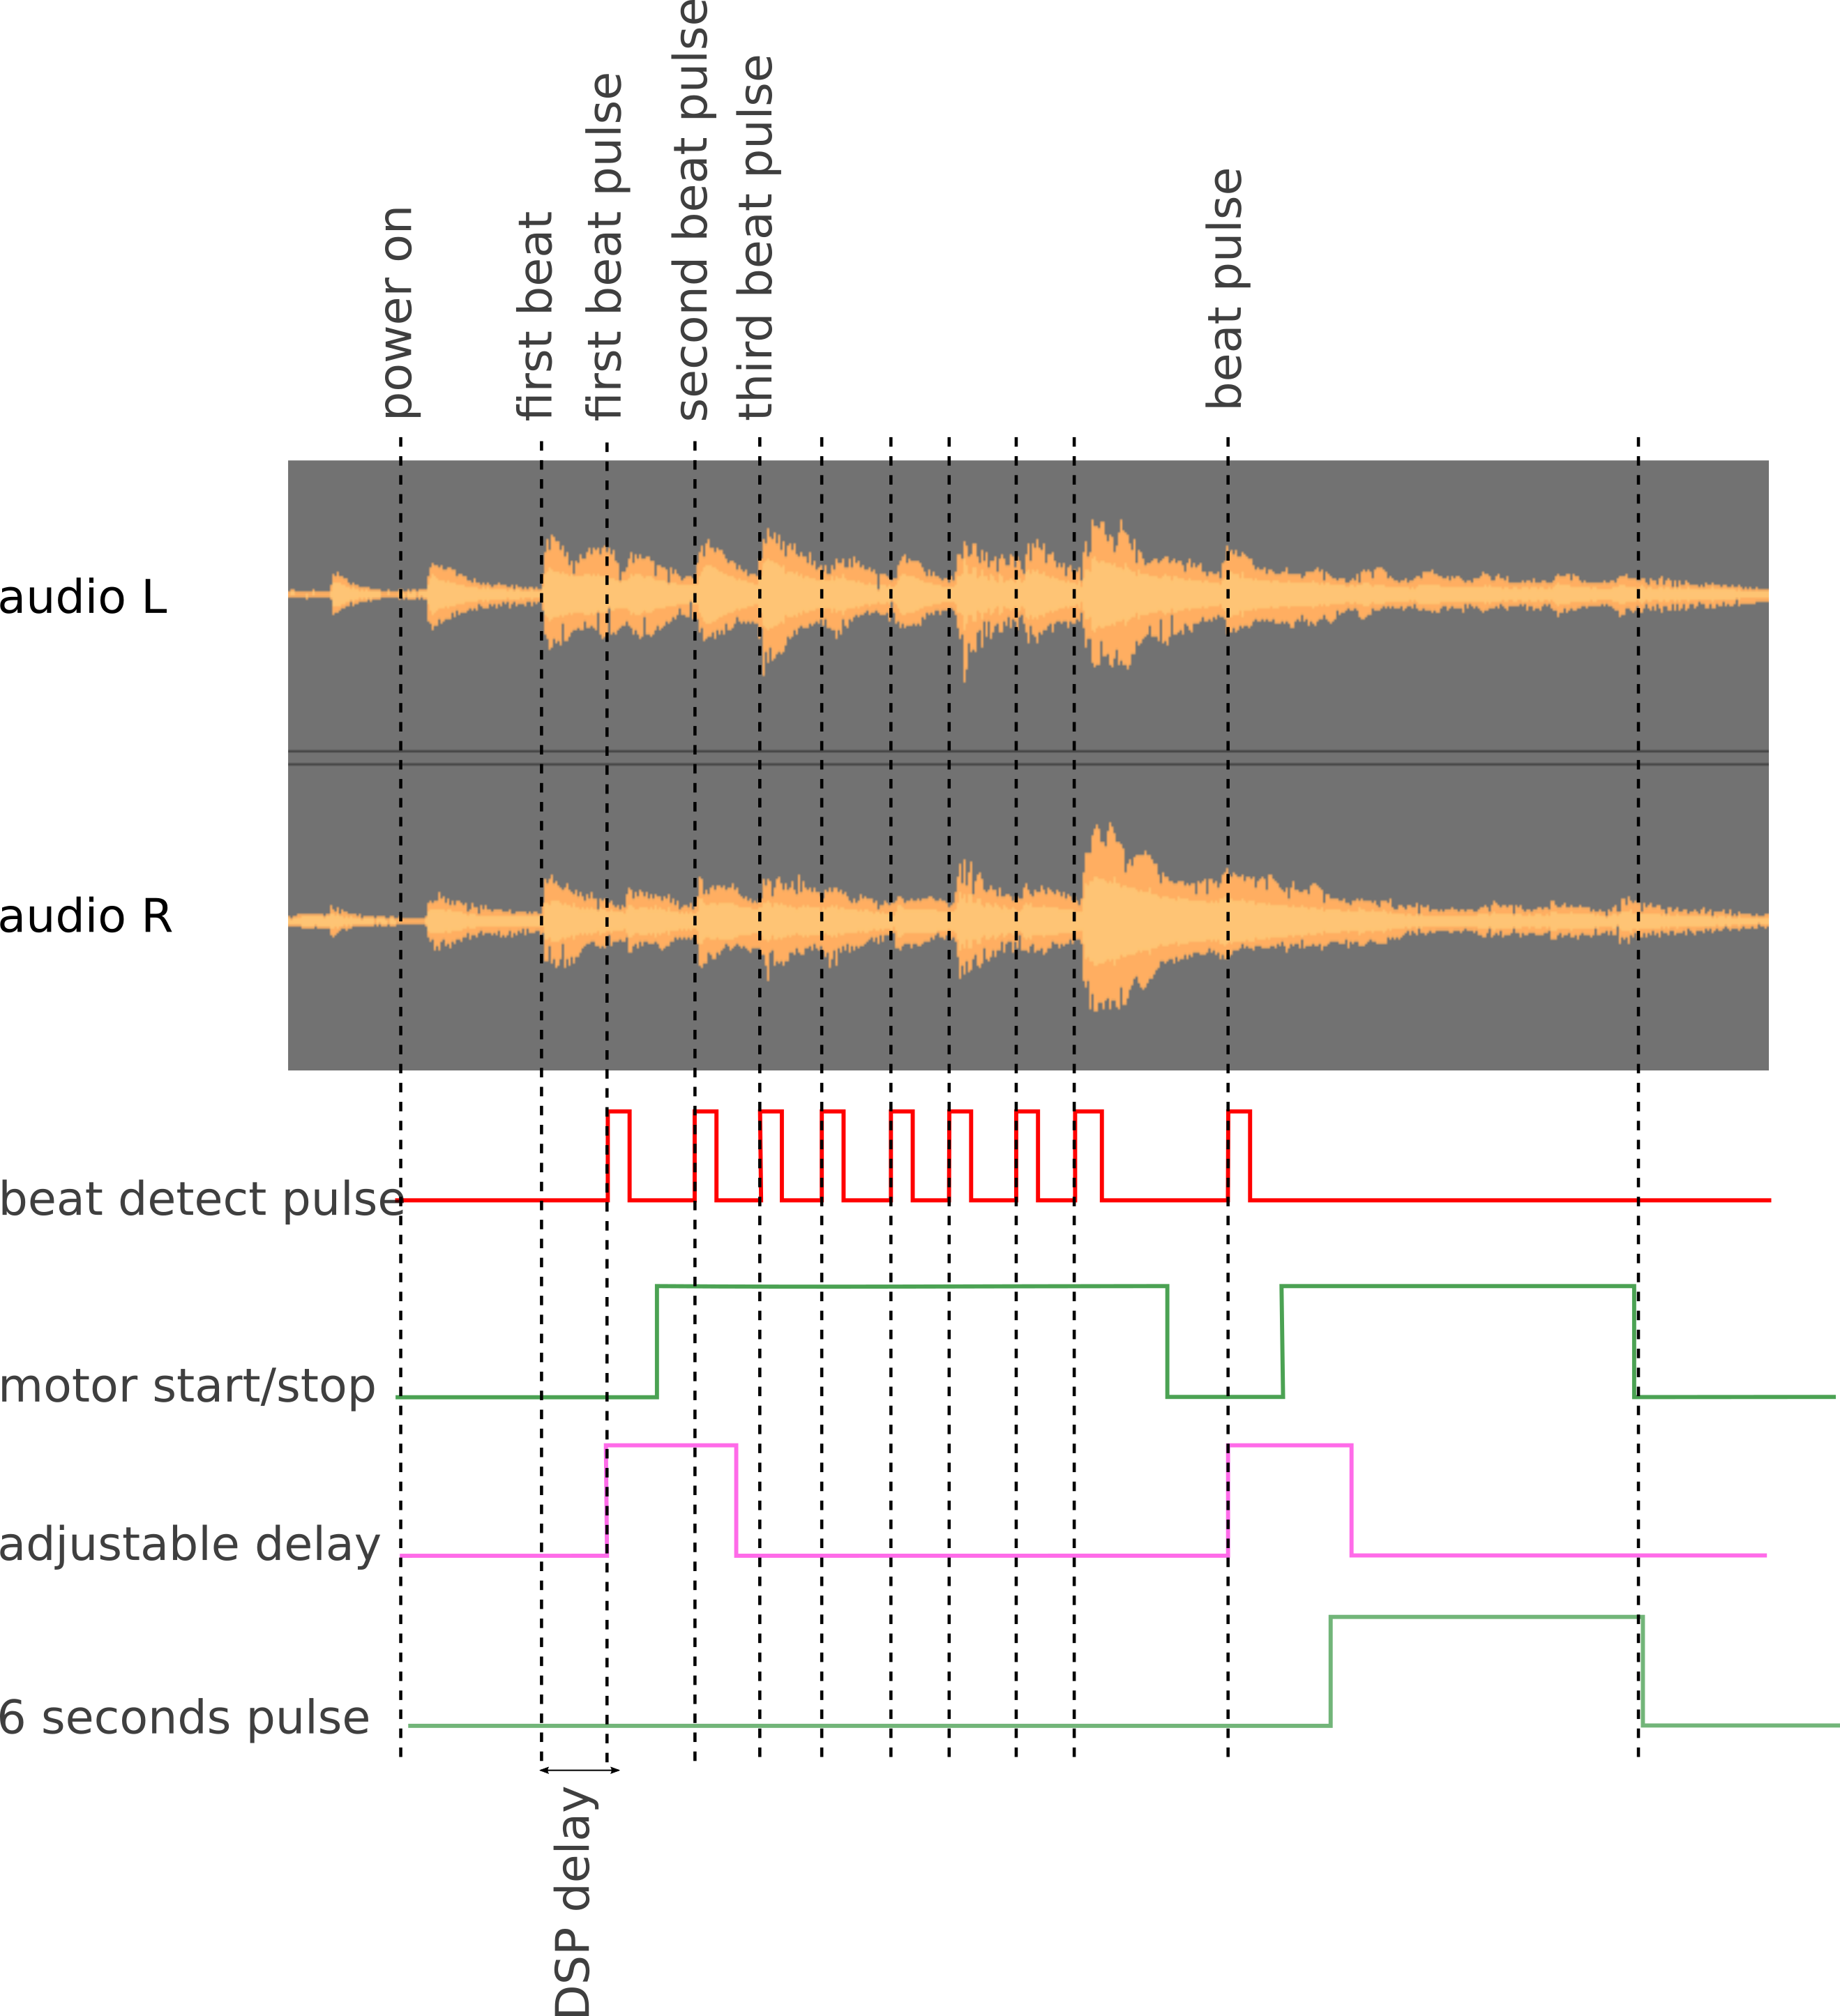 power on
first beat
first beat pulse
second beat pulse
third beat pulse
beat pulse
audio L
audio R
beat detect pulse
motor start/stop
adjustable delay
6 seconds pulse
DSP delay